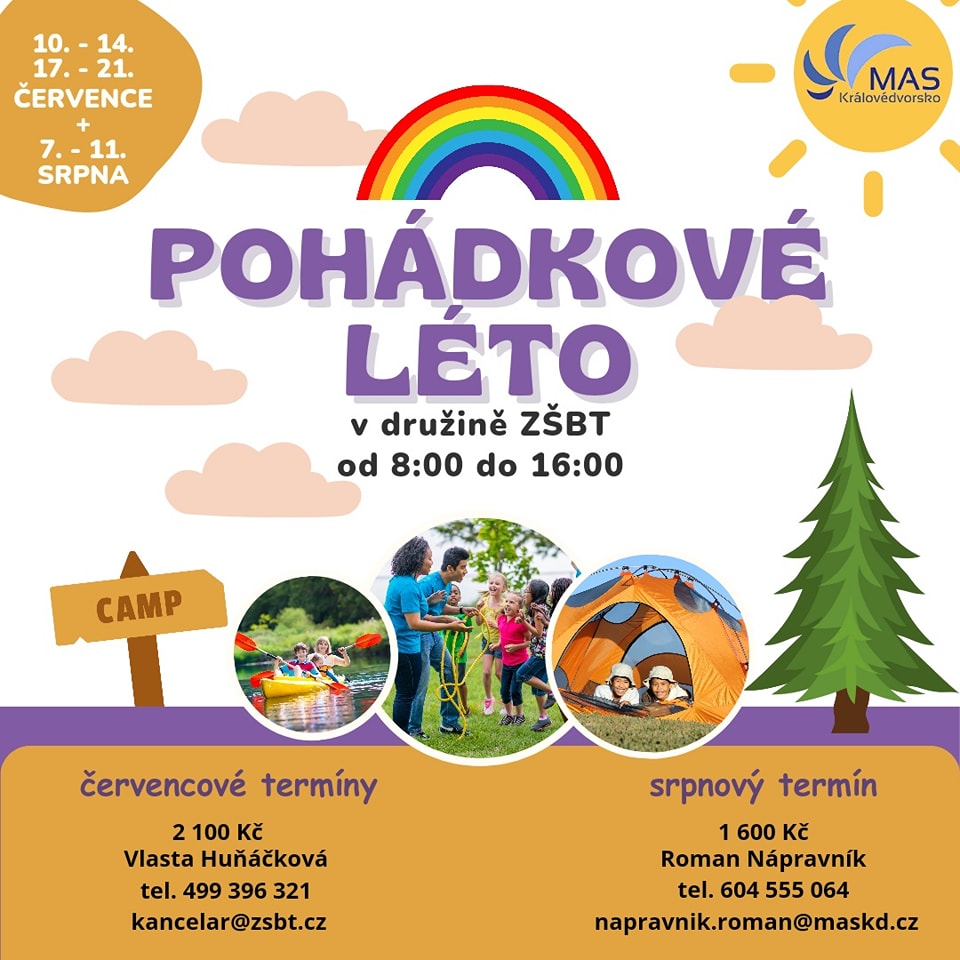 10. - 14.
17. - 21.
ČERVENCE
+
7. - 11.
SRPNA
MAS
Královédvorsko
POHÁDKOVÉ
LÉTO
v družině ZŠBT
od 8:00 do 16:00
CAMP
červencové termíny
2 100 Kč
Vlasta Huňáčková
tel. 499 396 321
kancelar@zsbt.cz
srpnový termín
1 600 Kč
Roman Nápravník
tel. 604 555 064
napravnik.roman@maskd.cz